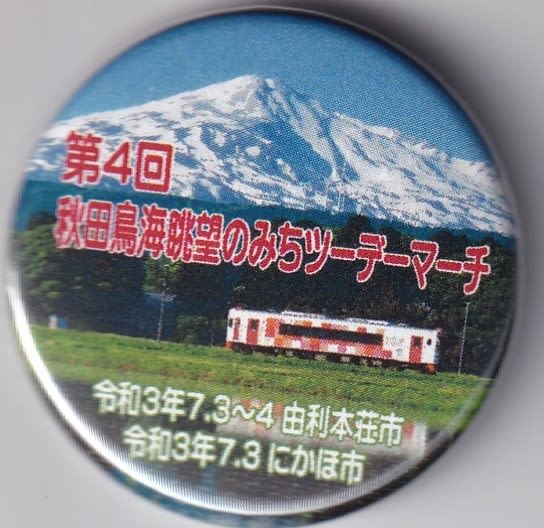 第4回
秋田鳥海眺望のみちツーデーマーチ
令和3年7.3～4 由利本荘市
令和3年7.3 にかほ市